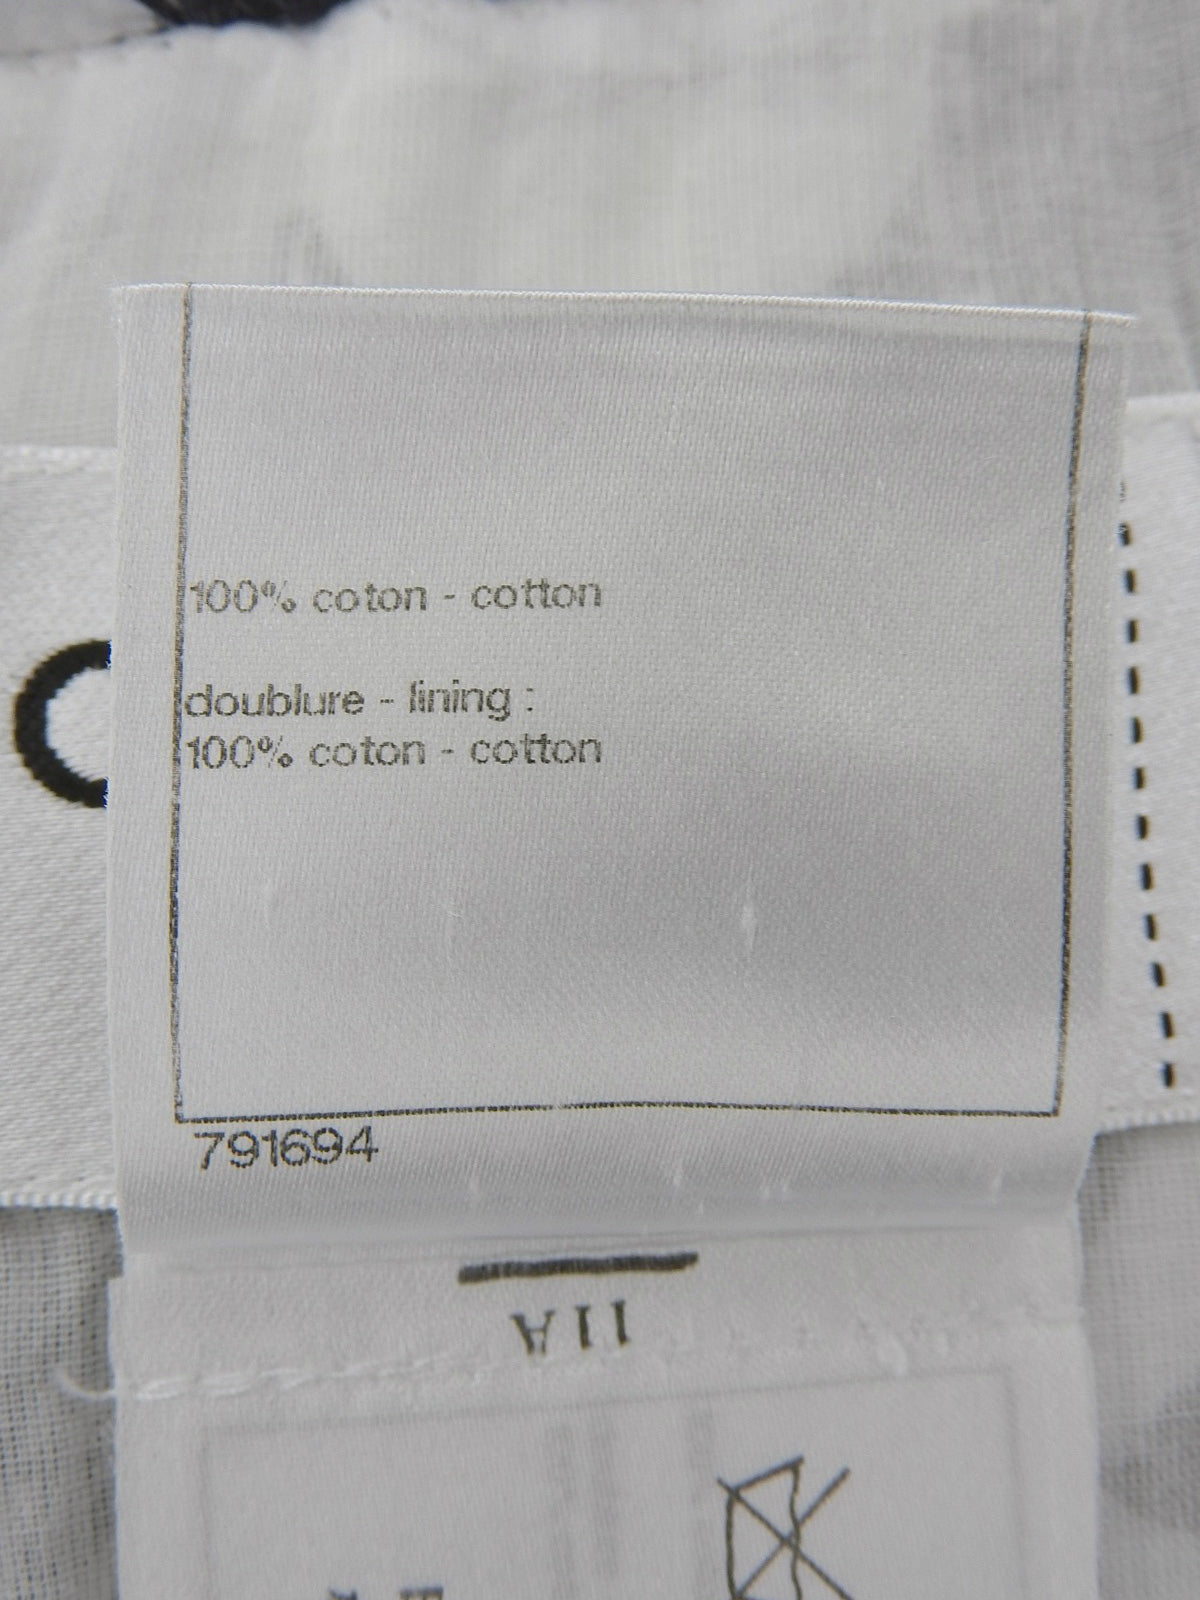 100% coton - cotton
doublure - lining :
100% coton - cotton
791694
11A